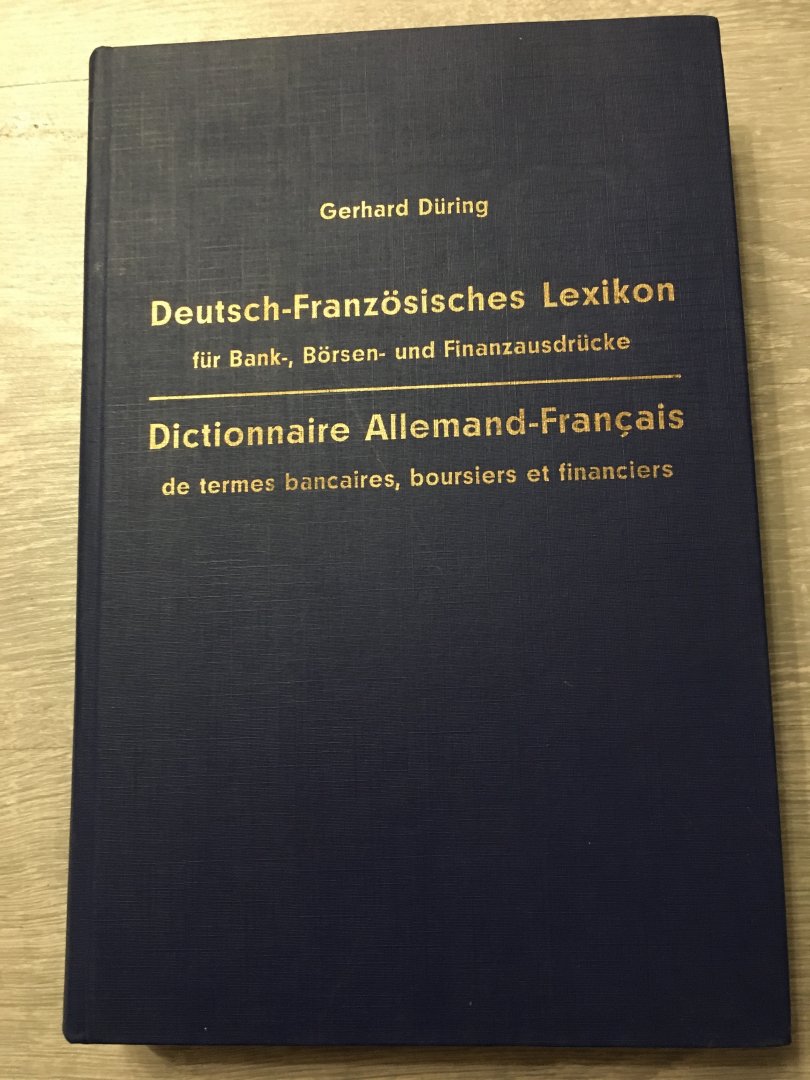 Gerhard Düring
Deutsch-Französisches Lexikon
für Bank-, Börsen- und Finanzausdrücke
Dictionnaire Allemand-Français
de termes bancaires, boursiers et financiers